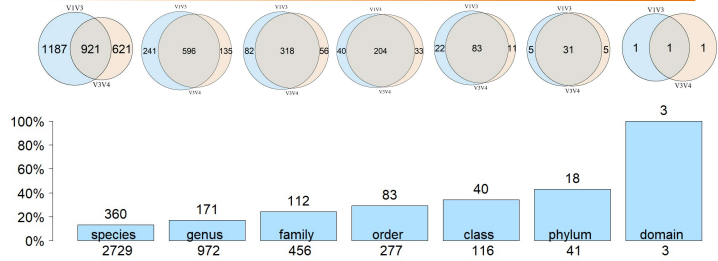 V1V3 V1V3 V1V3 V1V3 V1V3 V1V3 V1V3
1187 921 621 241 596 135 82 318 56 40 204 33 22 83 11 5 31 5 1 1 1
V3V4 V3V4 V3V4 V3V4 V3V4 V3V4 V3V4
3
100%
80%
60%
40%
20%
0%
360 171 112 83 40 18
species genus family order class phylum domain
2729 972 456 277 116 41 3